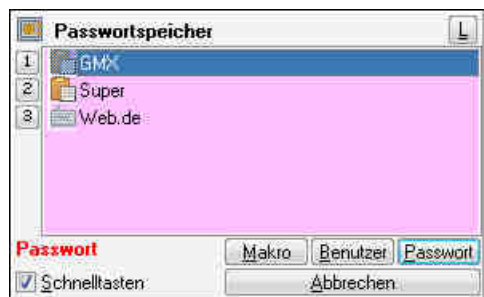 Passwortspeicher L
1 GMX
2 Super
3 Web.de
Passwort Makro Benutzer Passwort
Schnelltasten Abbrechen